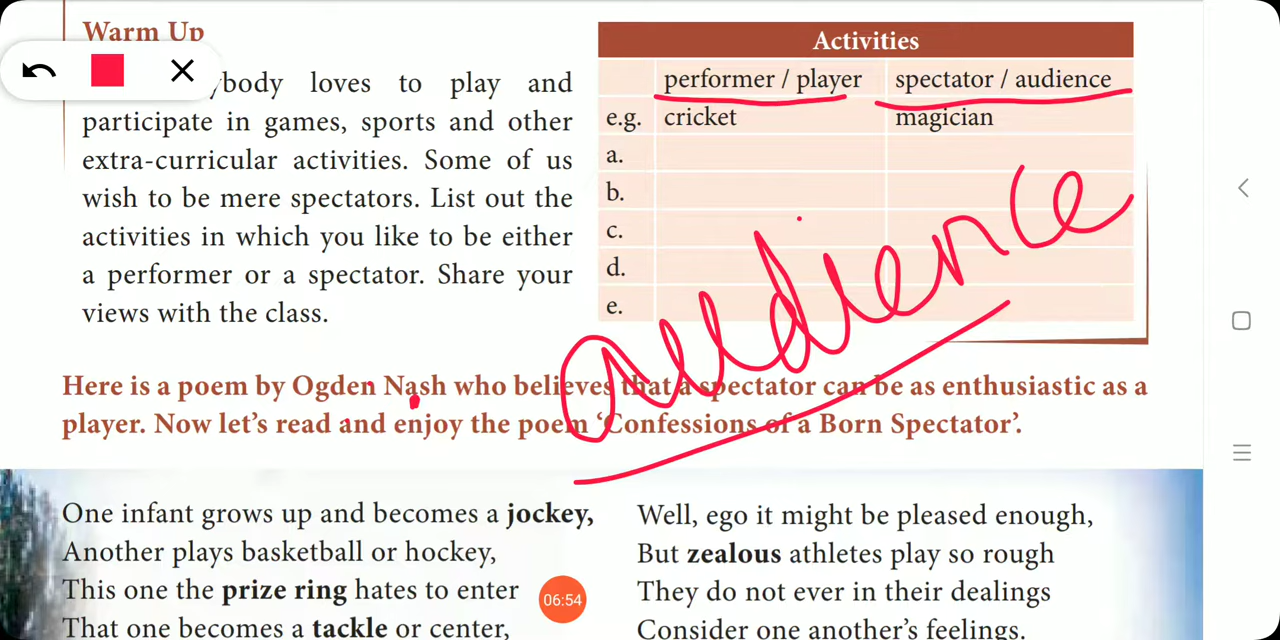 Warm Up
ybody loves to play and
participate in games, sports and other
extra-curricular activities. Some of us
wish to be mere spectators. List out the
activities in which you like to be either
a performer or a spectator. Share your
views with the class.
Activities
performer / player spectator / audience
e.g. cricket magician
a.
b.
c.
d.
e.
audience
Here is a poem by Ogden Nash who believes that a spectator can be as enthusiastic as a
player. Now let's read and enjoy the poem ‘Confessions of a Born Spectator’.
One infant grows up and becomes a jockey,
Another plays basketball or hockey,
This one the prize ring hates to enter
That one becomes a tackle or center,
Well, ego it might be pleased enough,
But zealous athletes play so rough
They do not ever in their dealings
Consider one another's feelings.
06:54